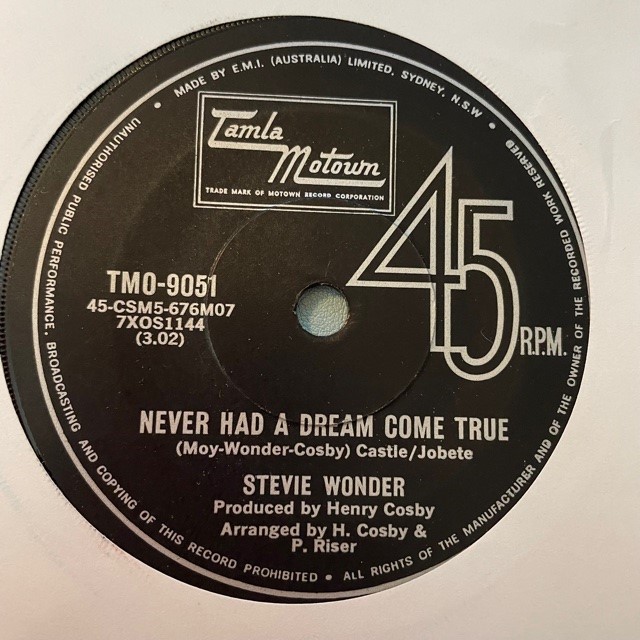 MADE BY E.M.I. (AUSTRALIA) LIMITED, SYDNEY, N.S.W •
Tamla
Motown
TRADE MARK OF MOTOWN RECORD CORPORATION
45
R.P.M.
TMO-9051
45-CSM5-676M07
7XOS1144
(3.02)
NEVER HAD A DREAM COME TRUE
(Moy-Wonder-Cosby) Castle/Jobete
STEVIE WONDER
Produced by Henry Cosby
Arranged by H. Cosby &
P. Riser
UNAUTHORISED PUBLIC PERFORMANCE, BROADCASTING AND COPYING OF THIS RECORD PROHIBITED • ALL RIGHTS OF THE MANUFACTURER AND OF THE OWNER OF THE RECORDED WORK RESERVED •